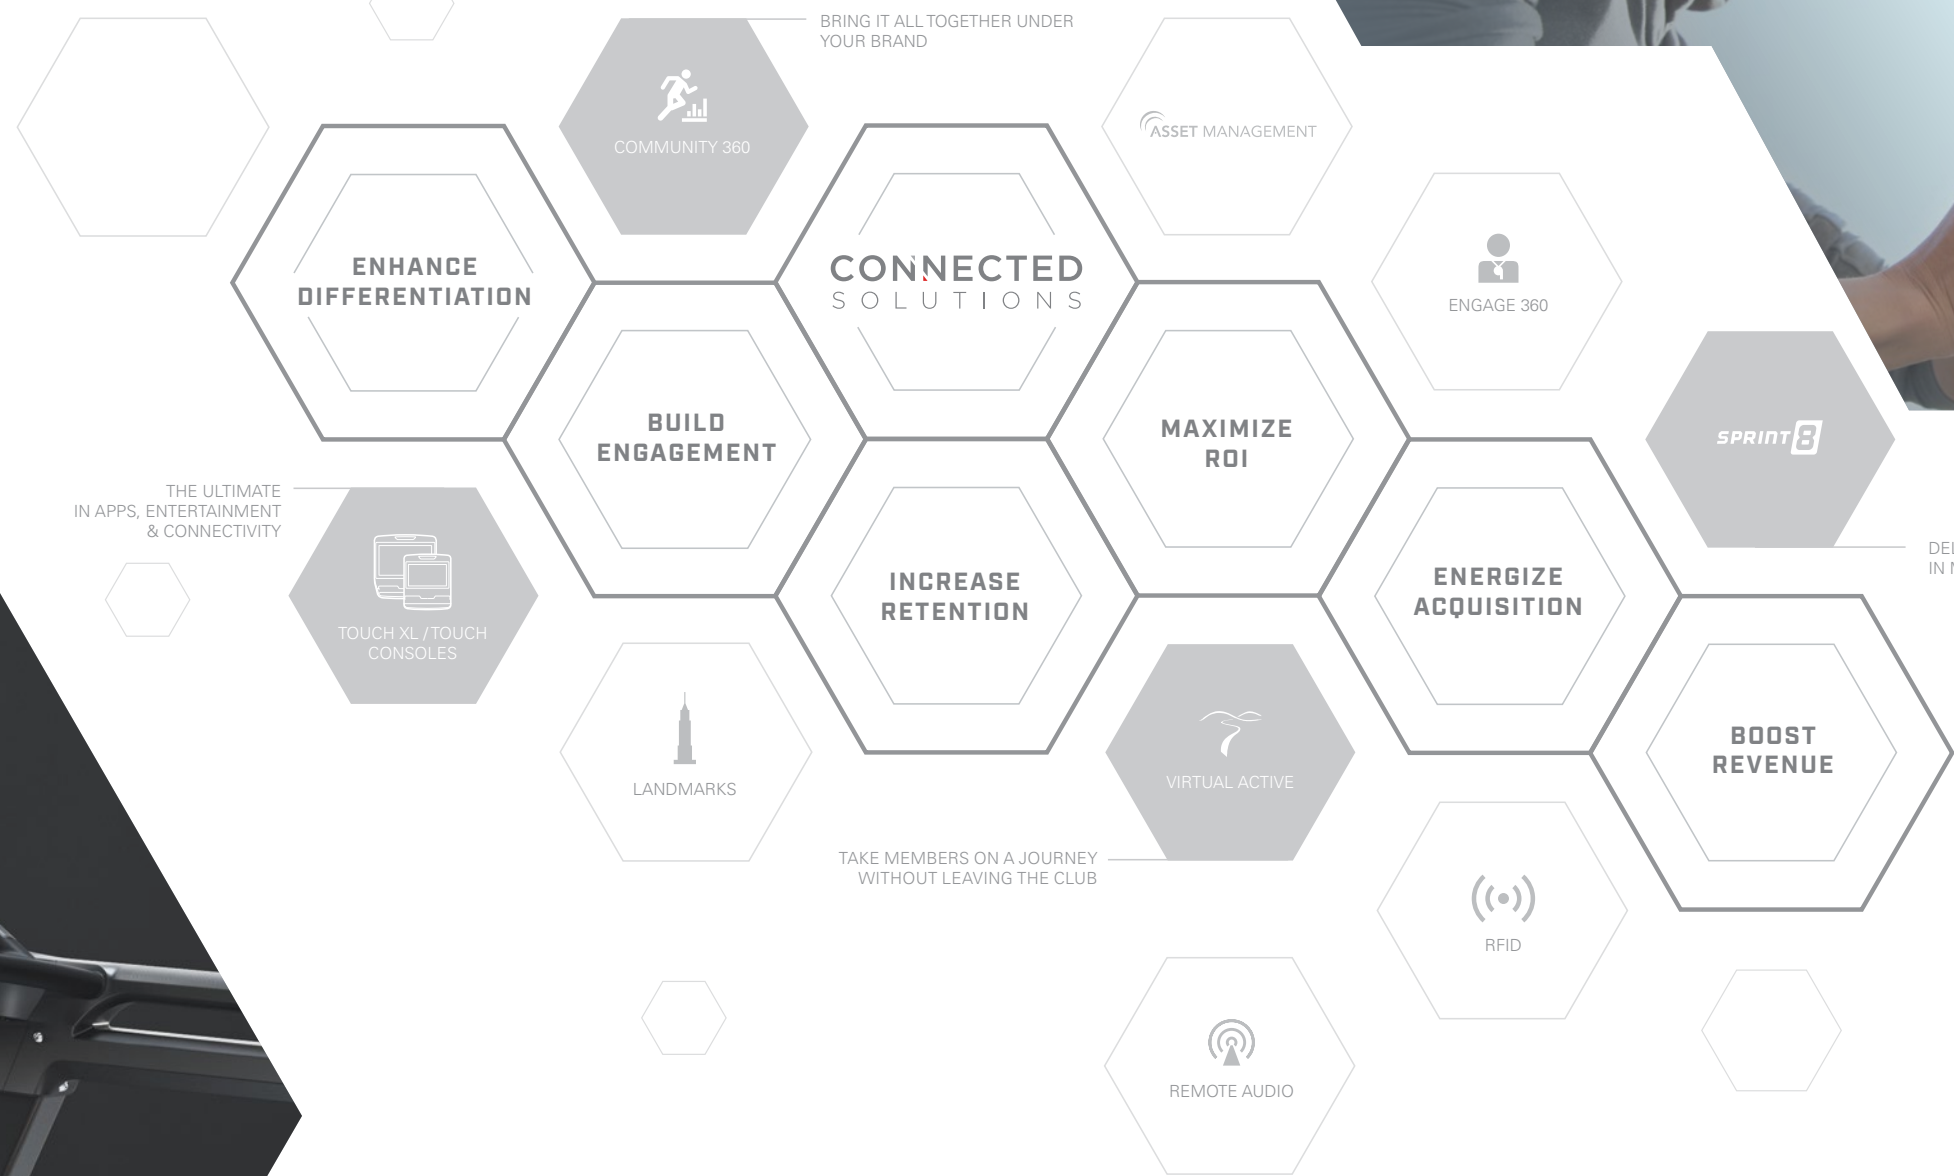 BRING IT ALL TOGETHER UNDER
YOUR BRAND
COMMUNITY 360
ASSET MANAGEMENT
ENHANCE
DIFFERENTIATION
CONNECTED
SOLUTIONS
ENGAGE 360
BUILD
ENGAGEMENT
MAXIMIZE
ROI
SPRINT 8
THE ULTIMATE
IN APPS, ENTERTAINMENT
& CONNECTIVITY
TOUCH XL / TOUCH
CONSOLES
INCREASE
RETENTION
ENERGIZE
ACQUISITION
LANDMARKS
VIRTUAL ACTIVE
BOOST
REVENUE
TAKE MEMBERS ON A JOURNEY
WITHOUT LEAVING THE CLUB
RFID
REMOTE AUDIO